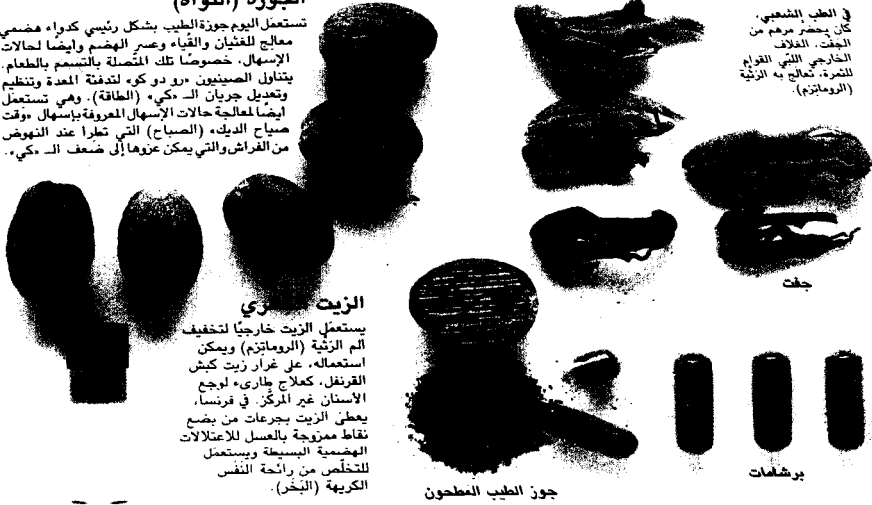 الجوزة (النواة)
تستعمل اليوم جوزة الطيب بشكل رئيسي كدواء هضمي
معالج للغثيان والقياء وعسر الهضم وأيضًا لحالات
الإسهال، خصوصًا تلك المتصلة بالتسمم بالطعام.
يتناول الصينيون «رو دو كو» لتدفئة المعدة وتنظيم
وتعديل جريان الـ «كي» (الطاقة). وهي تستعمل
أيضًا لمعالجة حالات الإسهال المعروفة بإسهال «وقت
صياح الديك» (الصباح) التي تطرأ عند النهوض
من الفراش والتي يمكن عزوها إلى ضعف الـ «كي».
في الطب الشعبي،
كان يحضر مرهم من
الجفت، الغلاف
الخارجي اللبّي القوام
للثمرة، تعالج به الرثية
(الروماتزم).
جفت
الزيت
يستعمل الزيت خارجيًا لتخفيف
ألم الرثية (الروماتزم) ويمكن
استعماله، على غرار زيت كبش
القرنفل، كعلاج طارىء لوجع
الأسنان غير المركّز. في فرنسا،
يعطى الزيت بجرعات من بضع
نقاط ممزوجة بالعسل للاعتلالات
الهضمية البسيطة ويستعمل
للتخلّص من رائحة النفس
الكريهة (البخر).
جوز الطيب المطحون
برشامات